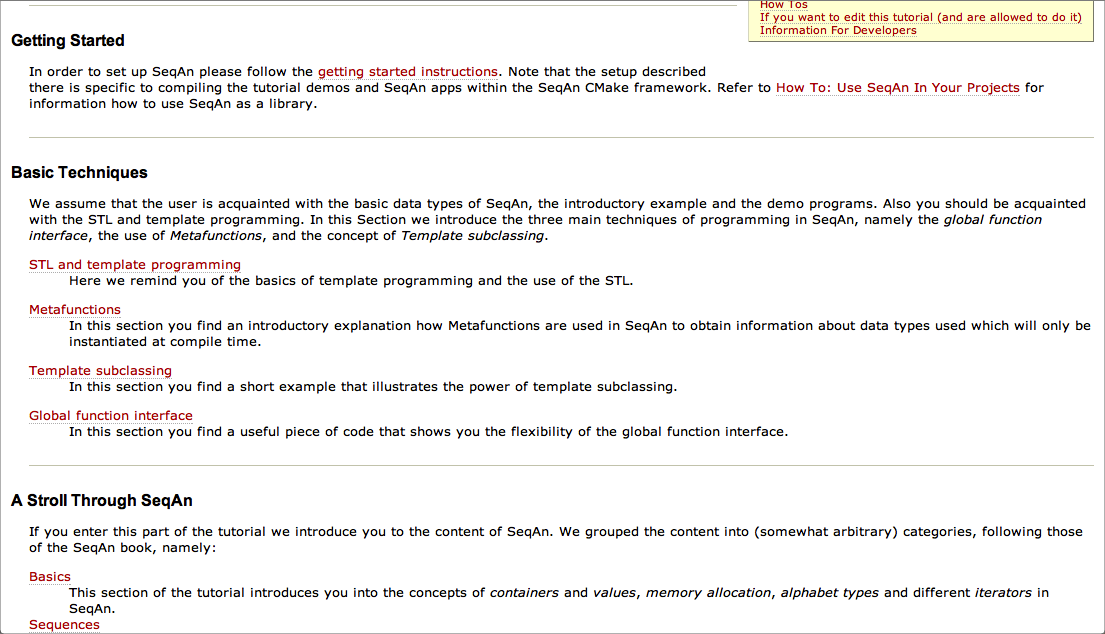 How Tos
If you want to edit this tutorial (and are allowed to do it)
Information For Developers
Getting Started
In order to set up SeqAn please follow the getting started instructions. Note that the setup described
there is specific to compiling the tutorial demos and SeqAn apps within the SeqAn CMake framework. Refer to How To: Use SeqAn In Your Projects for
information how to use SeqAn as a library.
Basic Techniques
We assume that the user is acquainted with the basic data types of SeqAn, the introductory example and the demo programs. Also you should be acquainted
with the STL and template programming. In this Section we introduce the three main techniques of programming in SeqAn, namely the global function
interface, the use of Metafunctions, and the concept of Template subclassing.
STL and template programming
Here we remind you of the basics of template programming and the use of the STL.
Metafunctions
In this section you find an introductory explanation how Metafunctions are used in SeqAn to obtain information about data types used which will only be
instantiated at compile time.
Template subclassing
In this section you find a short example that illustrates the power of template subclassing.
Global function interface
In this section you find a useful piece of code that shows you the flexibility of the global function interface.
A Stroll Through SeqAn
If you enter this part of the tutorial we introduce you to the content of SeqAn. We grouped the content into (somewhat arbitrary) categories, following those
of the SeqAn book, namely:
Basics
This section of the tutorial introduces you into the concepts of containers and values, memory allocation, alphabet types and different iterators in
SeqAn.
Sequences